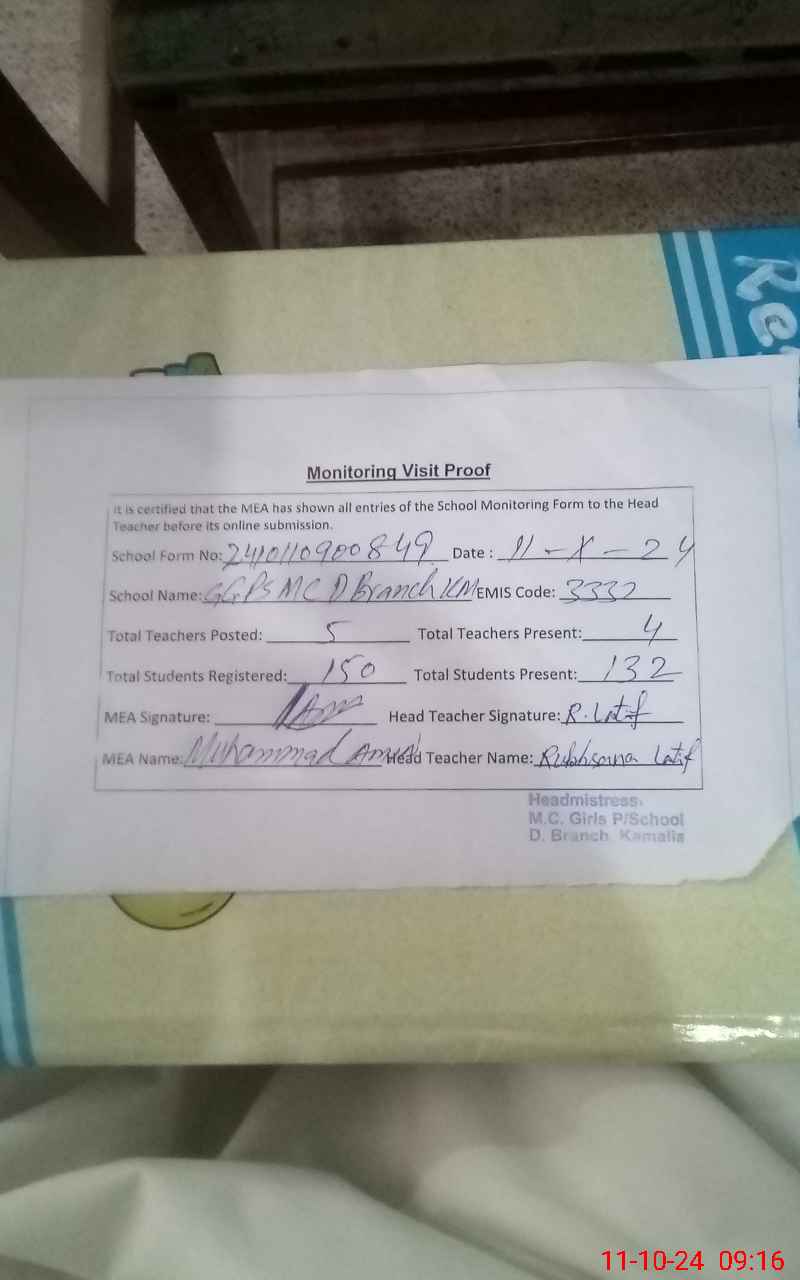 Re
Monitoring Visit Proof
It is certified that the MEA has shown all entries of the School Monitoring Form to the Head
Teacher before its online submission.
School Form No: 2410110900849 Date : 11-X-24
School Name: GGPS MC D Branch KM EMIS Code: 3332
Total Teachers Posted: 5 Total Teachers Present: 4
Total Students Registered: 150 Total Students Present: 132
MEA Signature: Head Teacher Signature: R. Latif
MEA Name: Muhammad Head Teacher Name: Rukhsana Latif
Headmistress
M.C. Girls P/School
D. Branch Kamalia
11-10-24 09:16